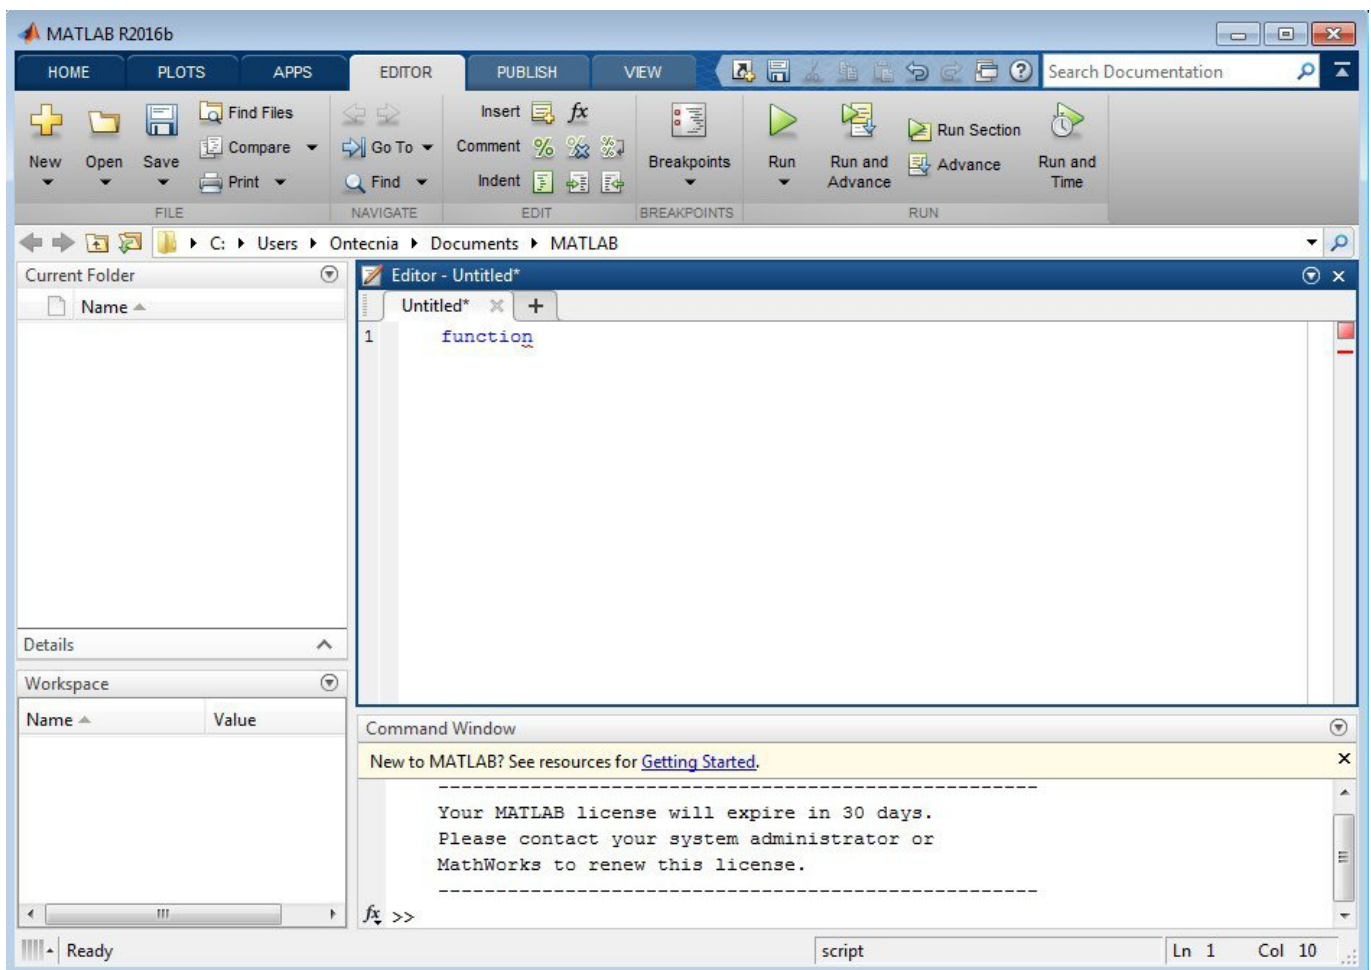 MATLAB R2016b
HOME PLOTS APPS EDITOR PUBLISH VIEW Search Documentation
Find Files Insert fx
Compare Go To Comment Run Section
New Open Save Breakpoints Run Run and Advance Advance Run and Time
Print Find Indent
FILE NAVIGATE EDIT BREAKPOINTS RUN
C: Users Ontecnia Documents MATLAB
Current Folder
Name
Editor - Untitled*
Untitled* +
1 function
Details
Workspace
Name Value
Command Window
New to MATLAB? See resources for Getting Started.
----------------------------------------------------
Your MATLAB license will expire in 30 days.
Please contact your system administrator or
MathWorks to renew this license.
----------------------------------------------------
fx >>
Ready script Ln 1 Col 10